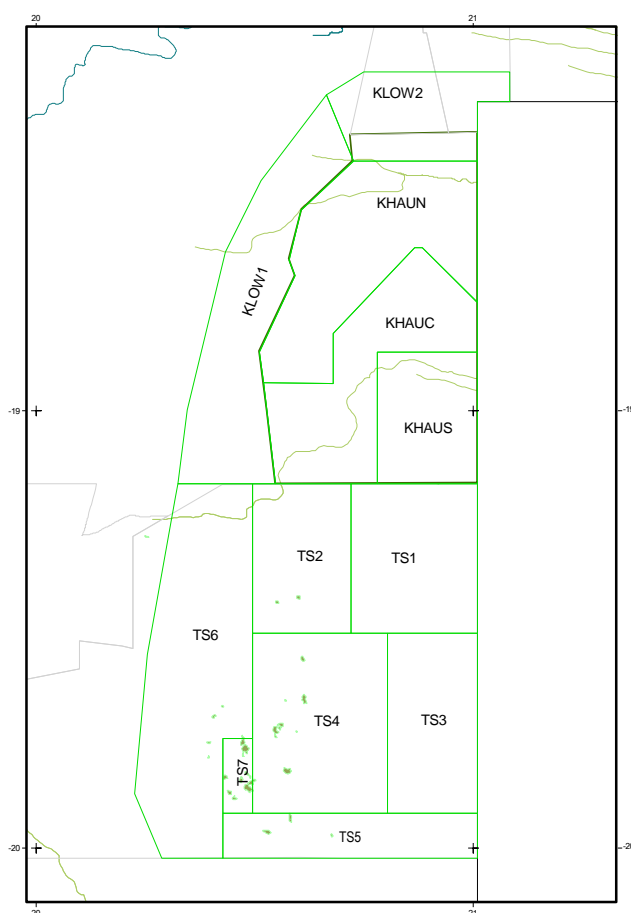 20 21
KLOW2
KHAUN
KLOW1
KHAUC
-19
KHAUS
TS2 TS1
TS6
TS4 TS3
TS7
TS5
-20 -20
21